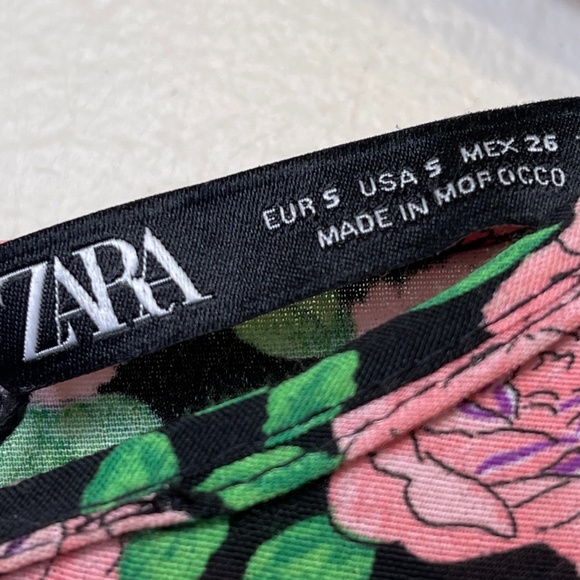 ZARA
EUR S USA S MEX 26
MADE IN MOROCCO